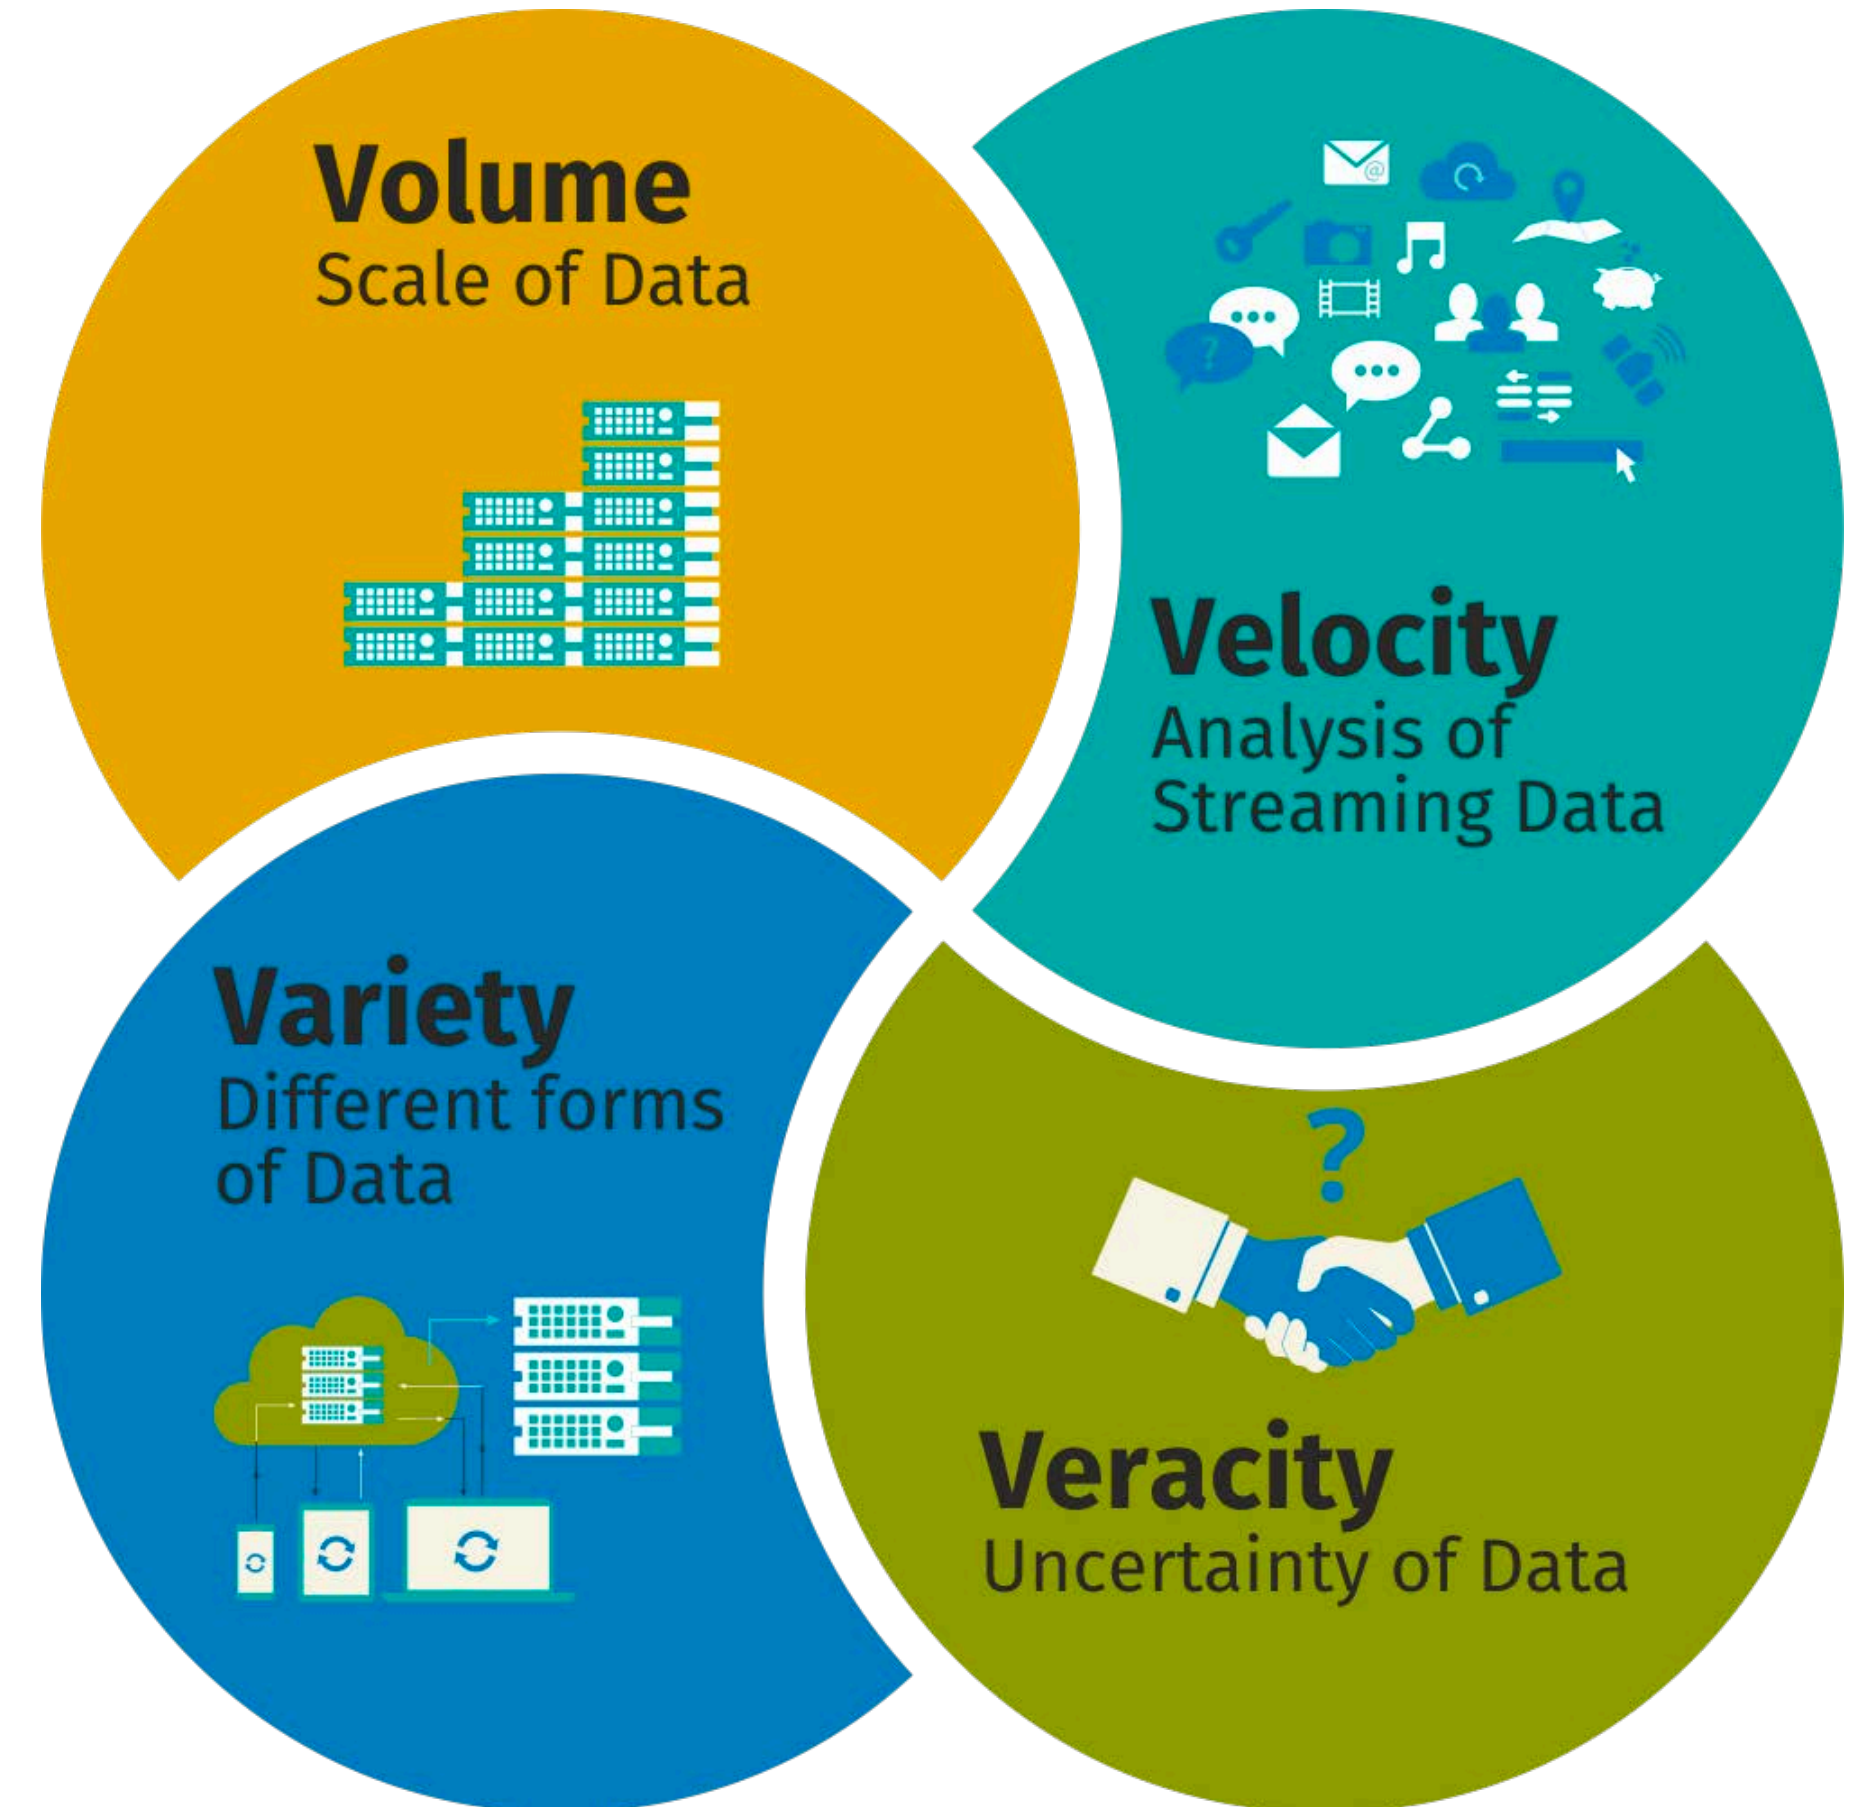 Volume
Scale of Data
@
?
Velocity
Analysis of
Streaming Data
Variety
Different forms
of Data
?
Veracity
Uncertainty of Data